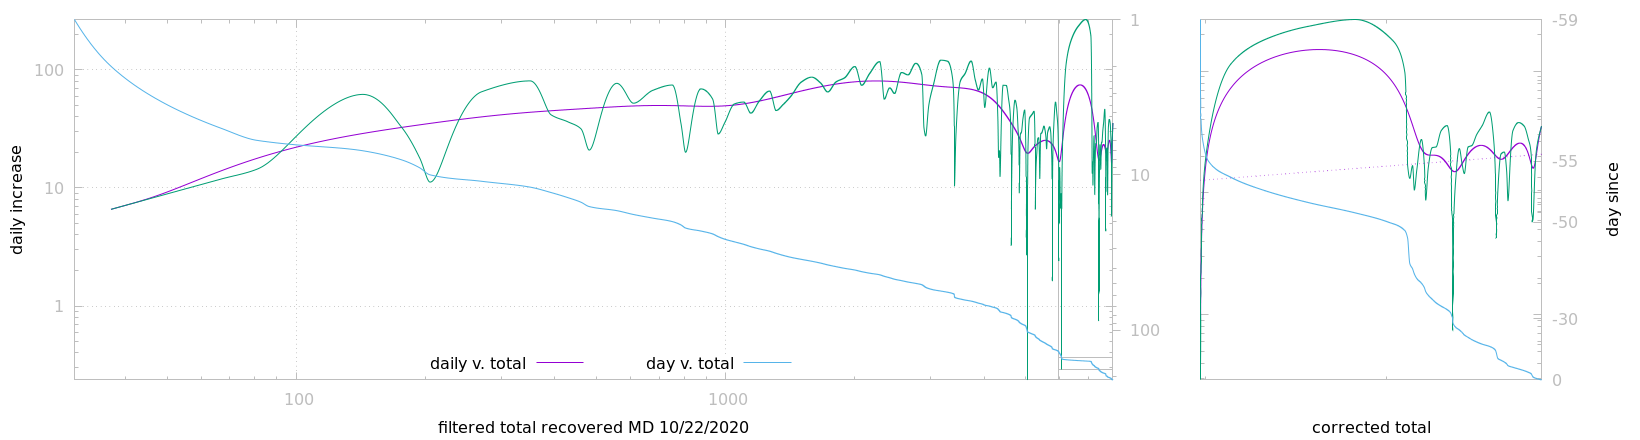 100
10
1
daily increase
daily v. total
day v. total
100
1000
filtered total recovered MD 10/22/2020
1
10
100
-59
-55
-50
-30
0
day since
corrected total